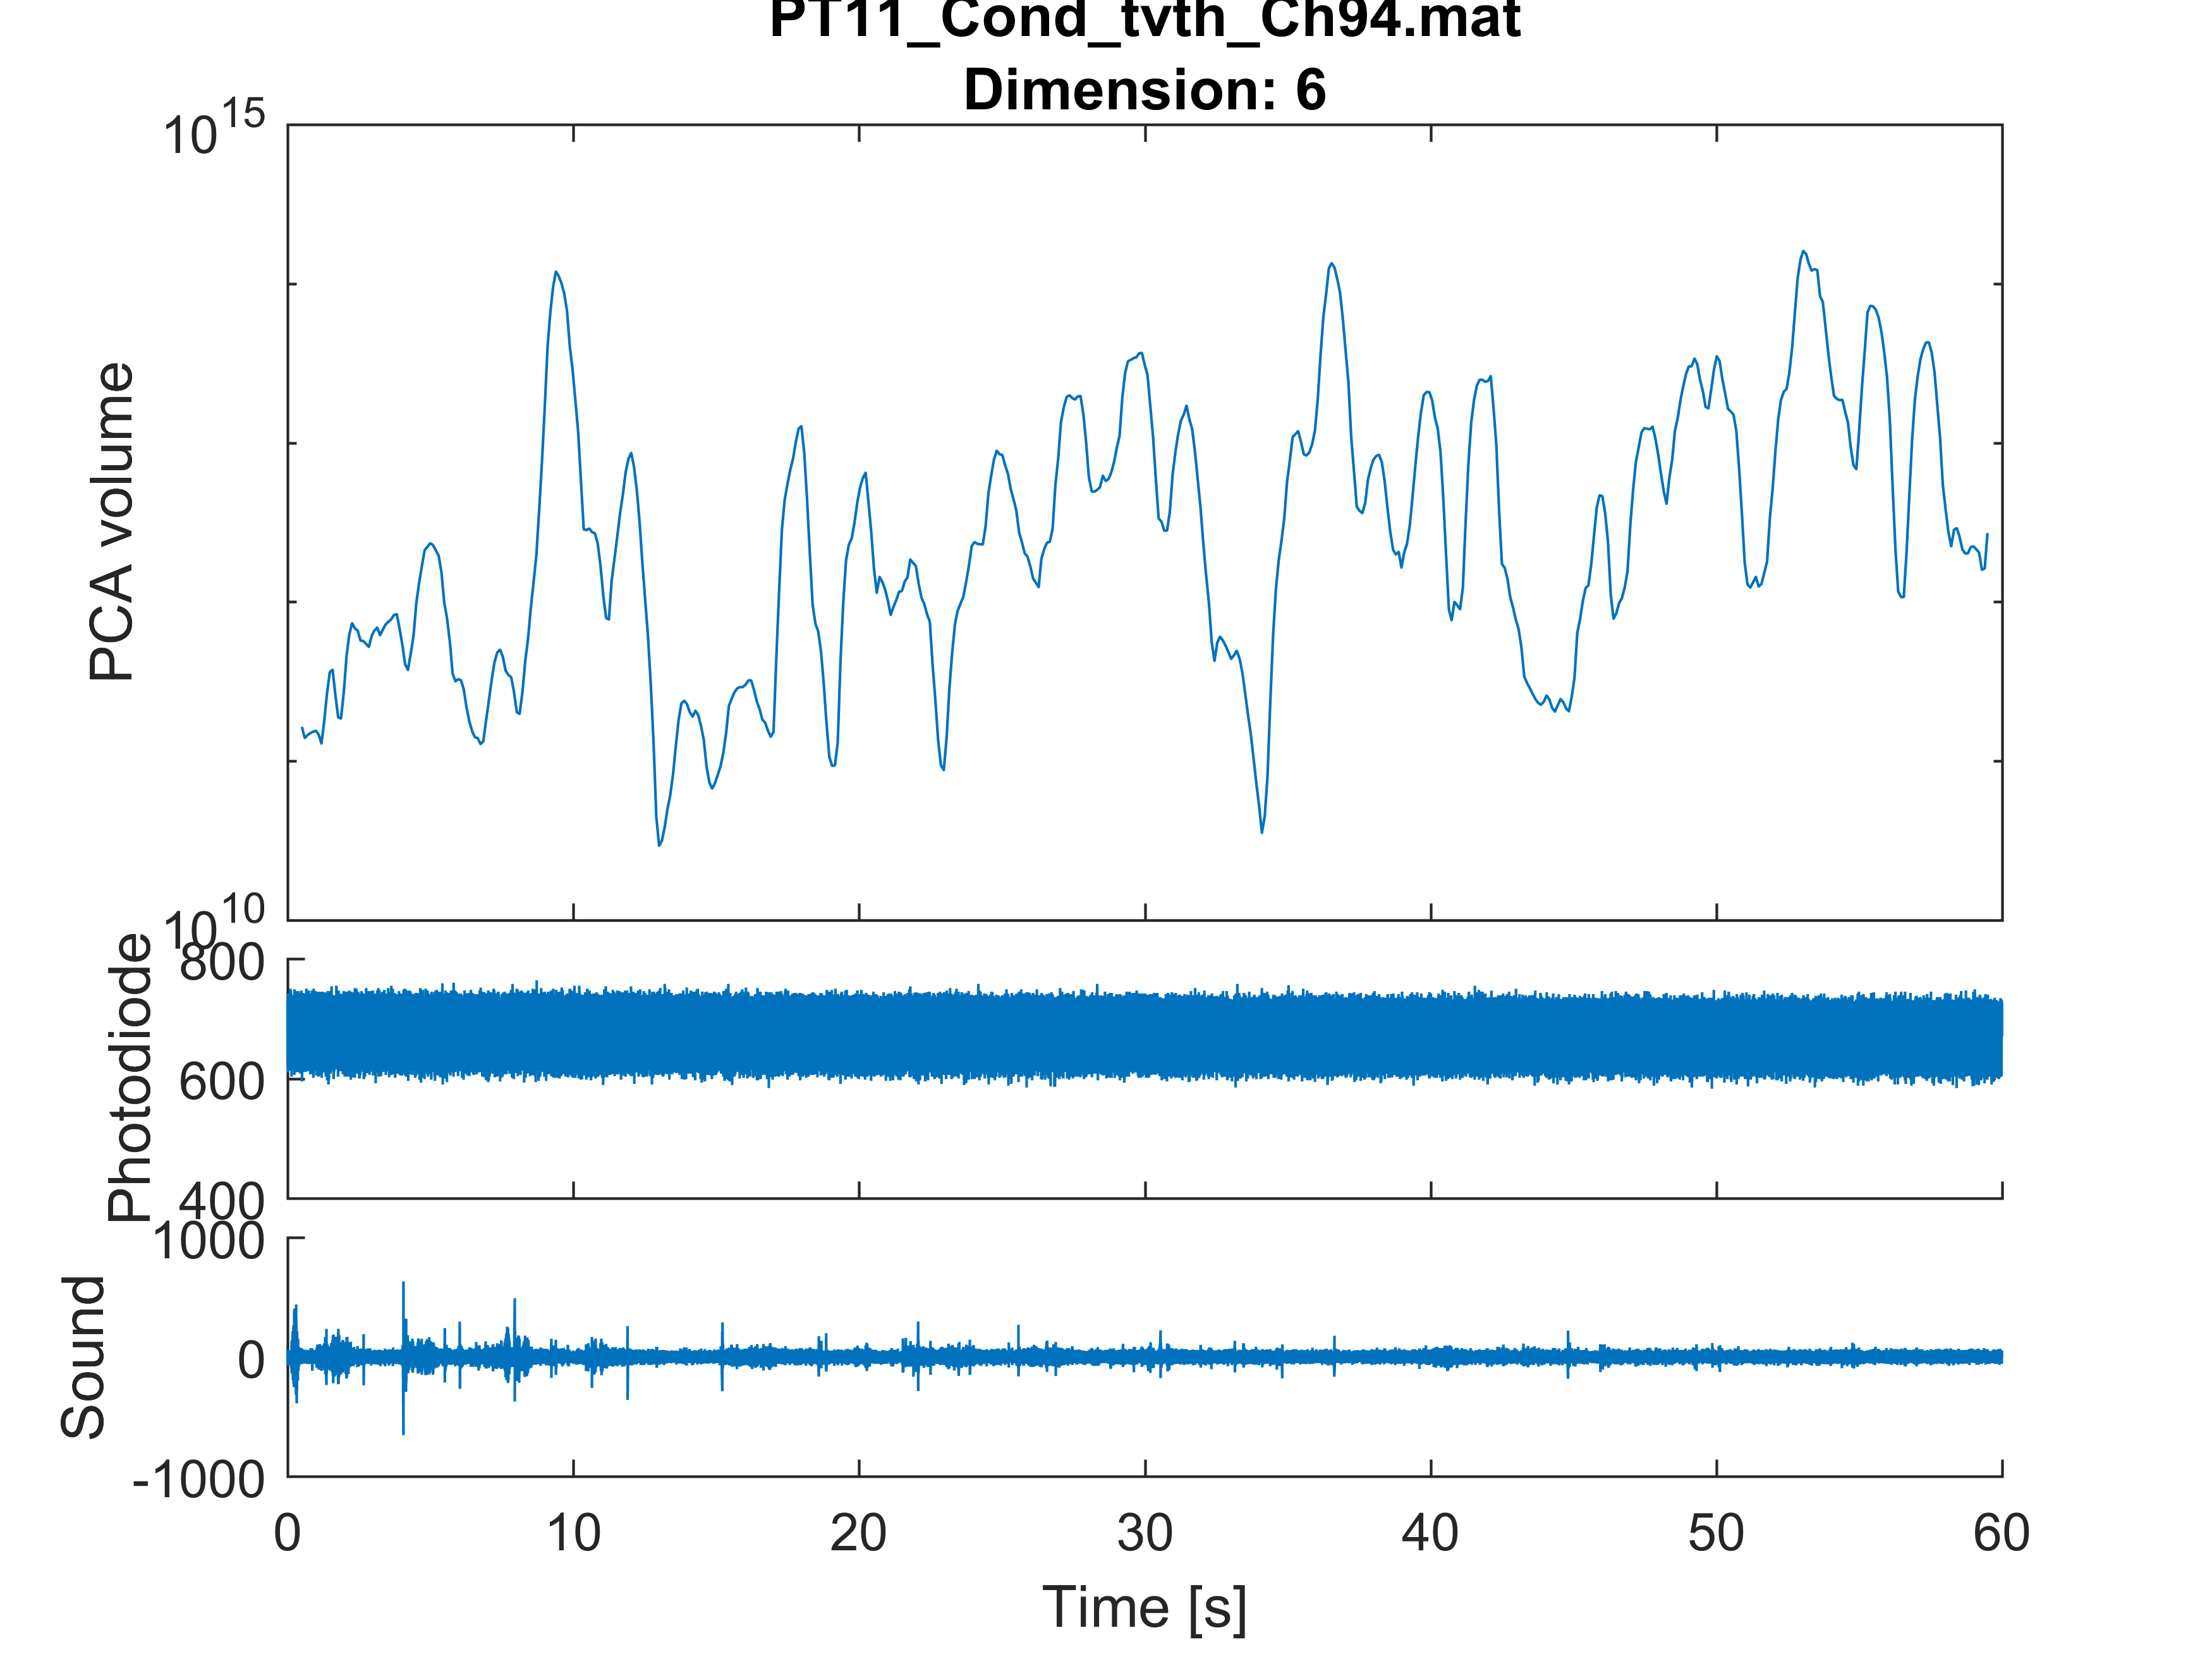 PT11_Cond_tvth_Ch94.mat
Dimension: 6
10^15
PCA volume
10^10
800
Photodiode
600
400
1000
Sound
0
-1000
0 10 20 30 40 50 60
Time [s]